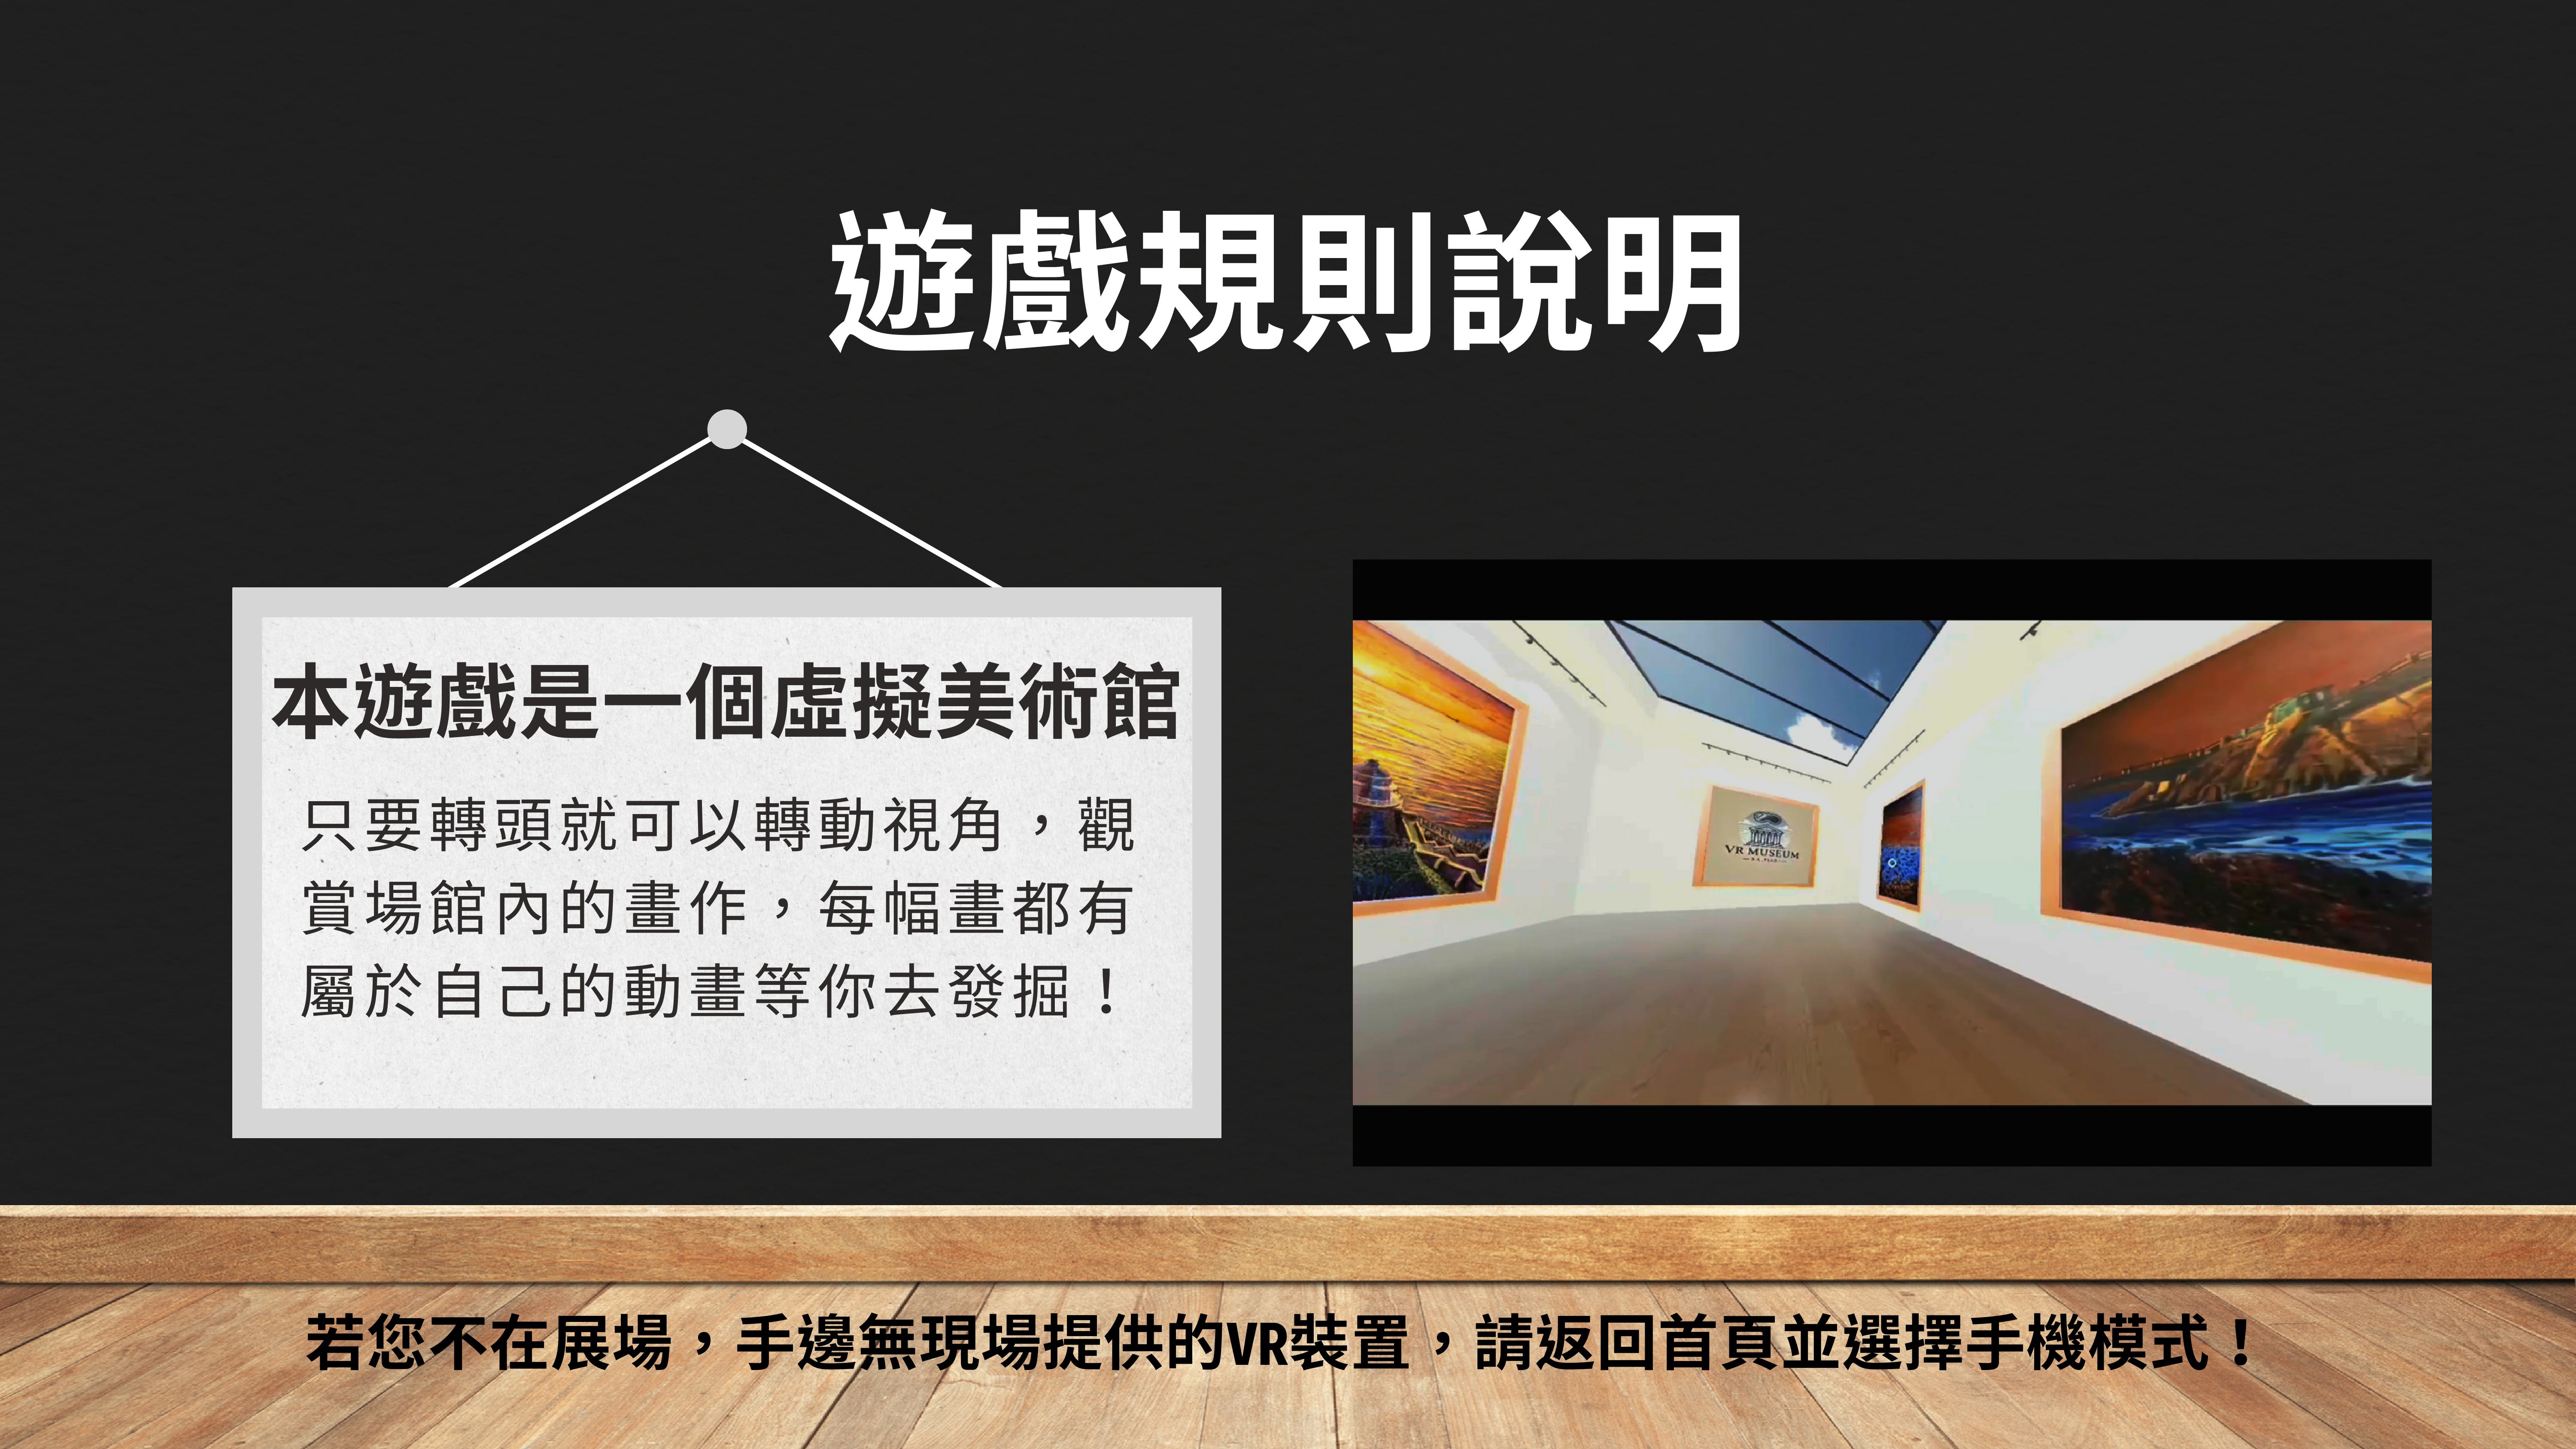 遊戲規則說明
本遊戲是一個虛擬美術館
只要轉頭就可以轉動視角，觀
賞場館內的畫作，每幅畫都有
屬於自己的動畫等你去發掘！
VR MUSEUM
若您不在展場，手邊無現場提供的VR裝置，請返回首頁並選擇手機模式！